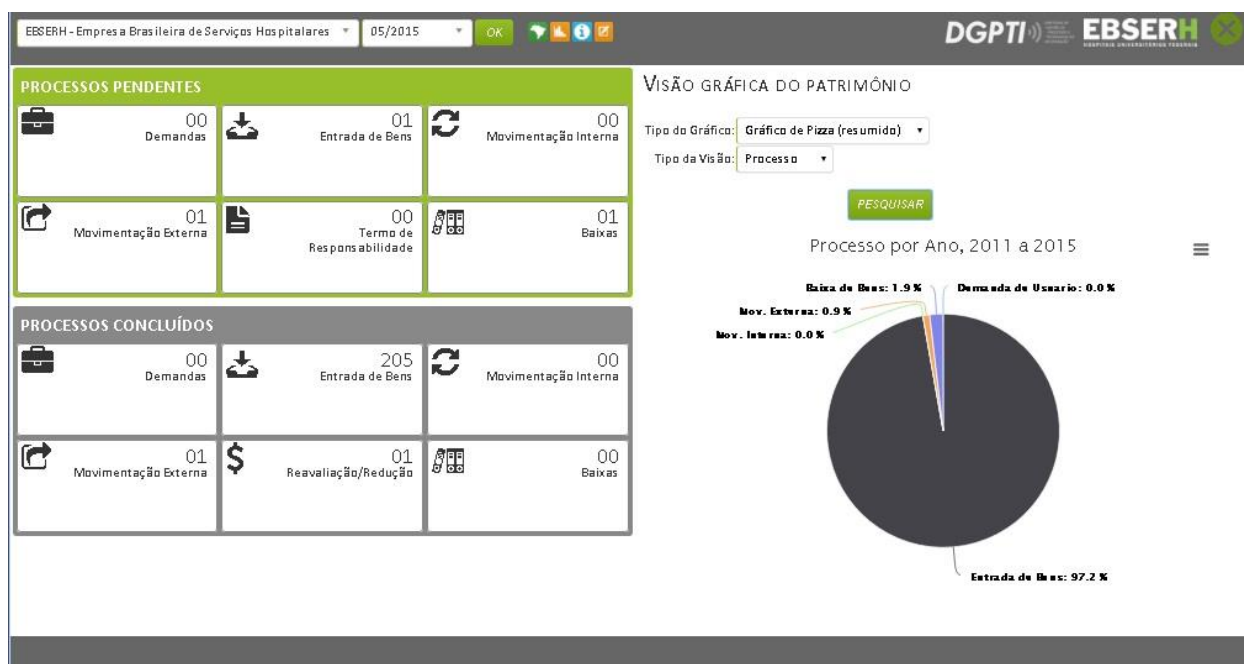 EBSERH - Empresa Brasileira de Serviços Hospitalares
05/2015
OK
DGPTI
EBSERH
HOSPITAIS UNIVERSITÁRIOS FEDERAIS
PROCESSOS PENDENTES
00
Demandas
01
Entrada de Bens
00
Movimentação Interna
01
Movimentação Externa
00
Termo de
Responsabilidade
01
Baixas
PROCESSOS CONCLUÍDOS
00
Demandas
205
Entrada de Bens
00
Movimentação Interna
01
Movimentação Externa
01
Reavaliação/Redução
00
Baixas
VISÃO GRÁFICA DO PATRIMÔNIO
Tipo do Gráfico: Gráfico de Pizza (resumido)
Tipo da Visão: Processo
PESQUISAR
Processo por Ano, 2011 a 2015
Baixa de Bens: 1.9 %
Demanda de Usuario: 0.0 %
Mov. Externa: 0.9 %
Mov. Interna: 0.0 %
Entrada de Bens: 97.2 %